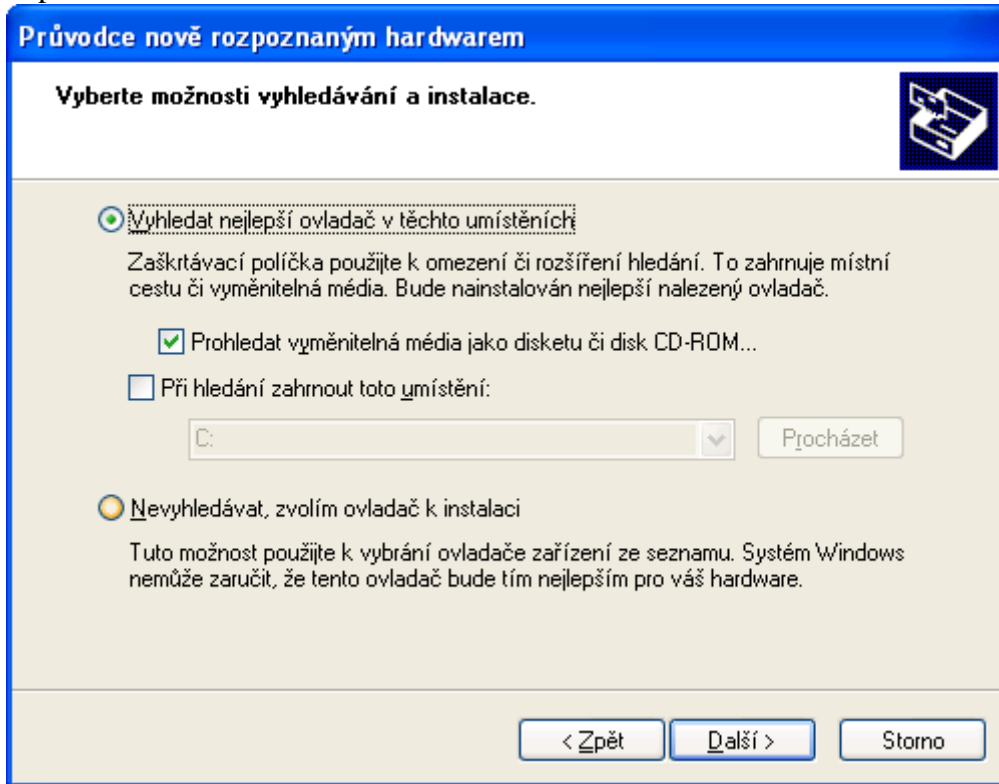 Průvodce nově rozpoznaným hardwarem
Vyberte možnosti vyhledávání a instalace.
Vyhledat nejlepší ovladač v těchto umístěních
Zaškrtávací políčka použijte k omezení či rozšíření hledání. To zahrnuje místní
cestu či vyměnitelná média. Bude nainstalován nejlepší nalezený ovladač.
Prohledat vyměnitelná média jako disketu či disk CD-ROM...
Při hledání zahrnout toto umístění:
C: Procházet
Nevyhledávat, zvolím ovladač k instalaci
Tuto možnost použijte k vybrání ovladače zařízení ze seznamu. Systém Windows
nemůže zaručit, že tento ovladač bude tím nejlepším pro váš hardware.
< Zpět Další > Storno